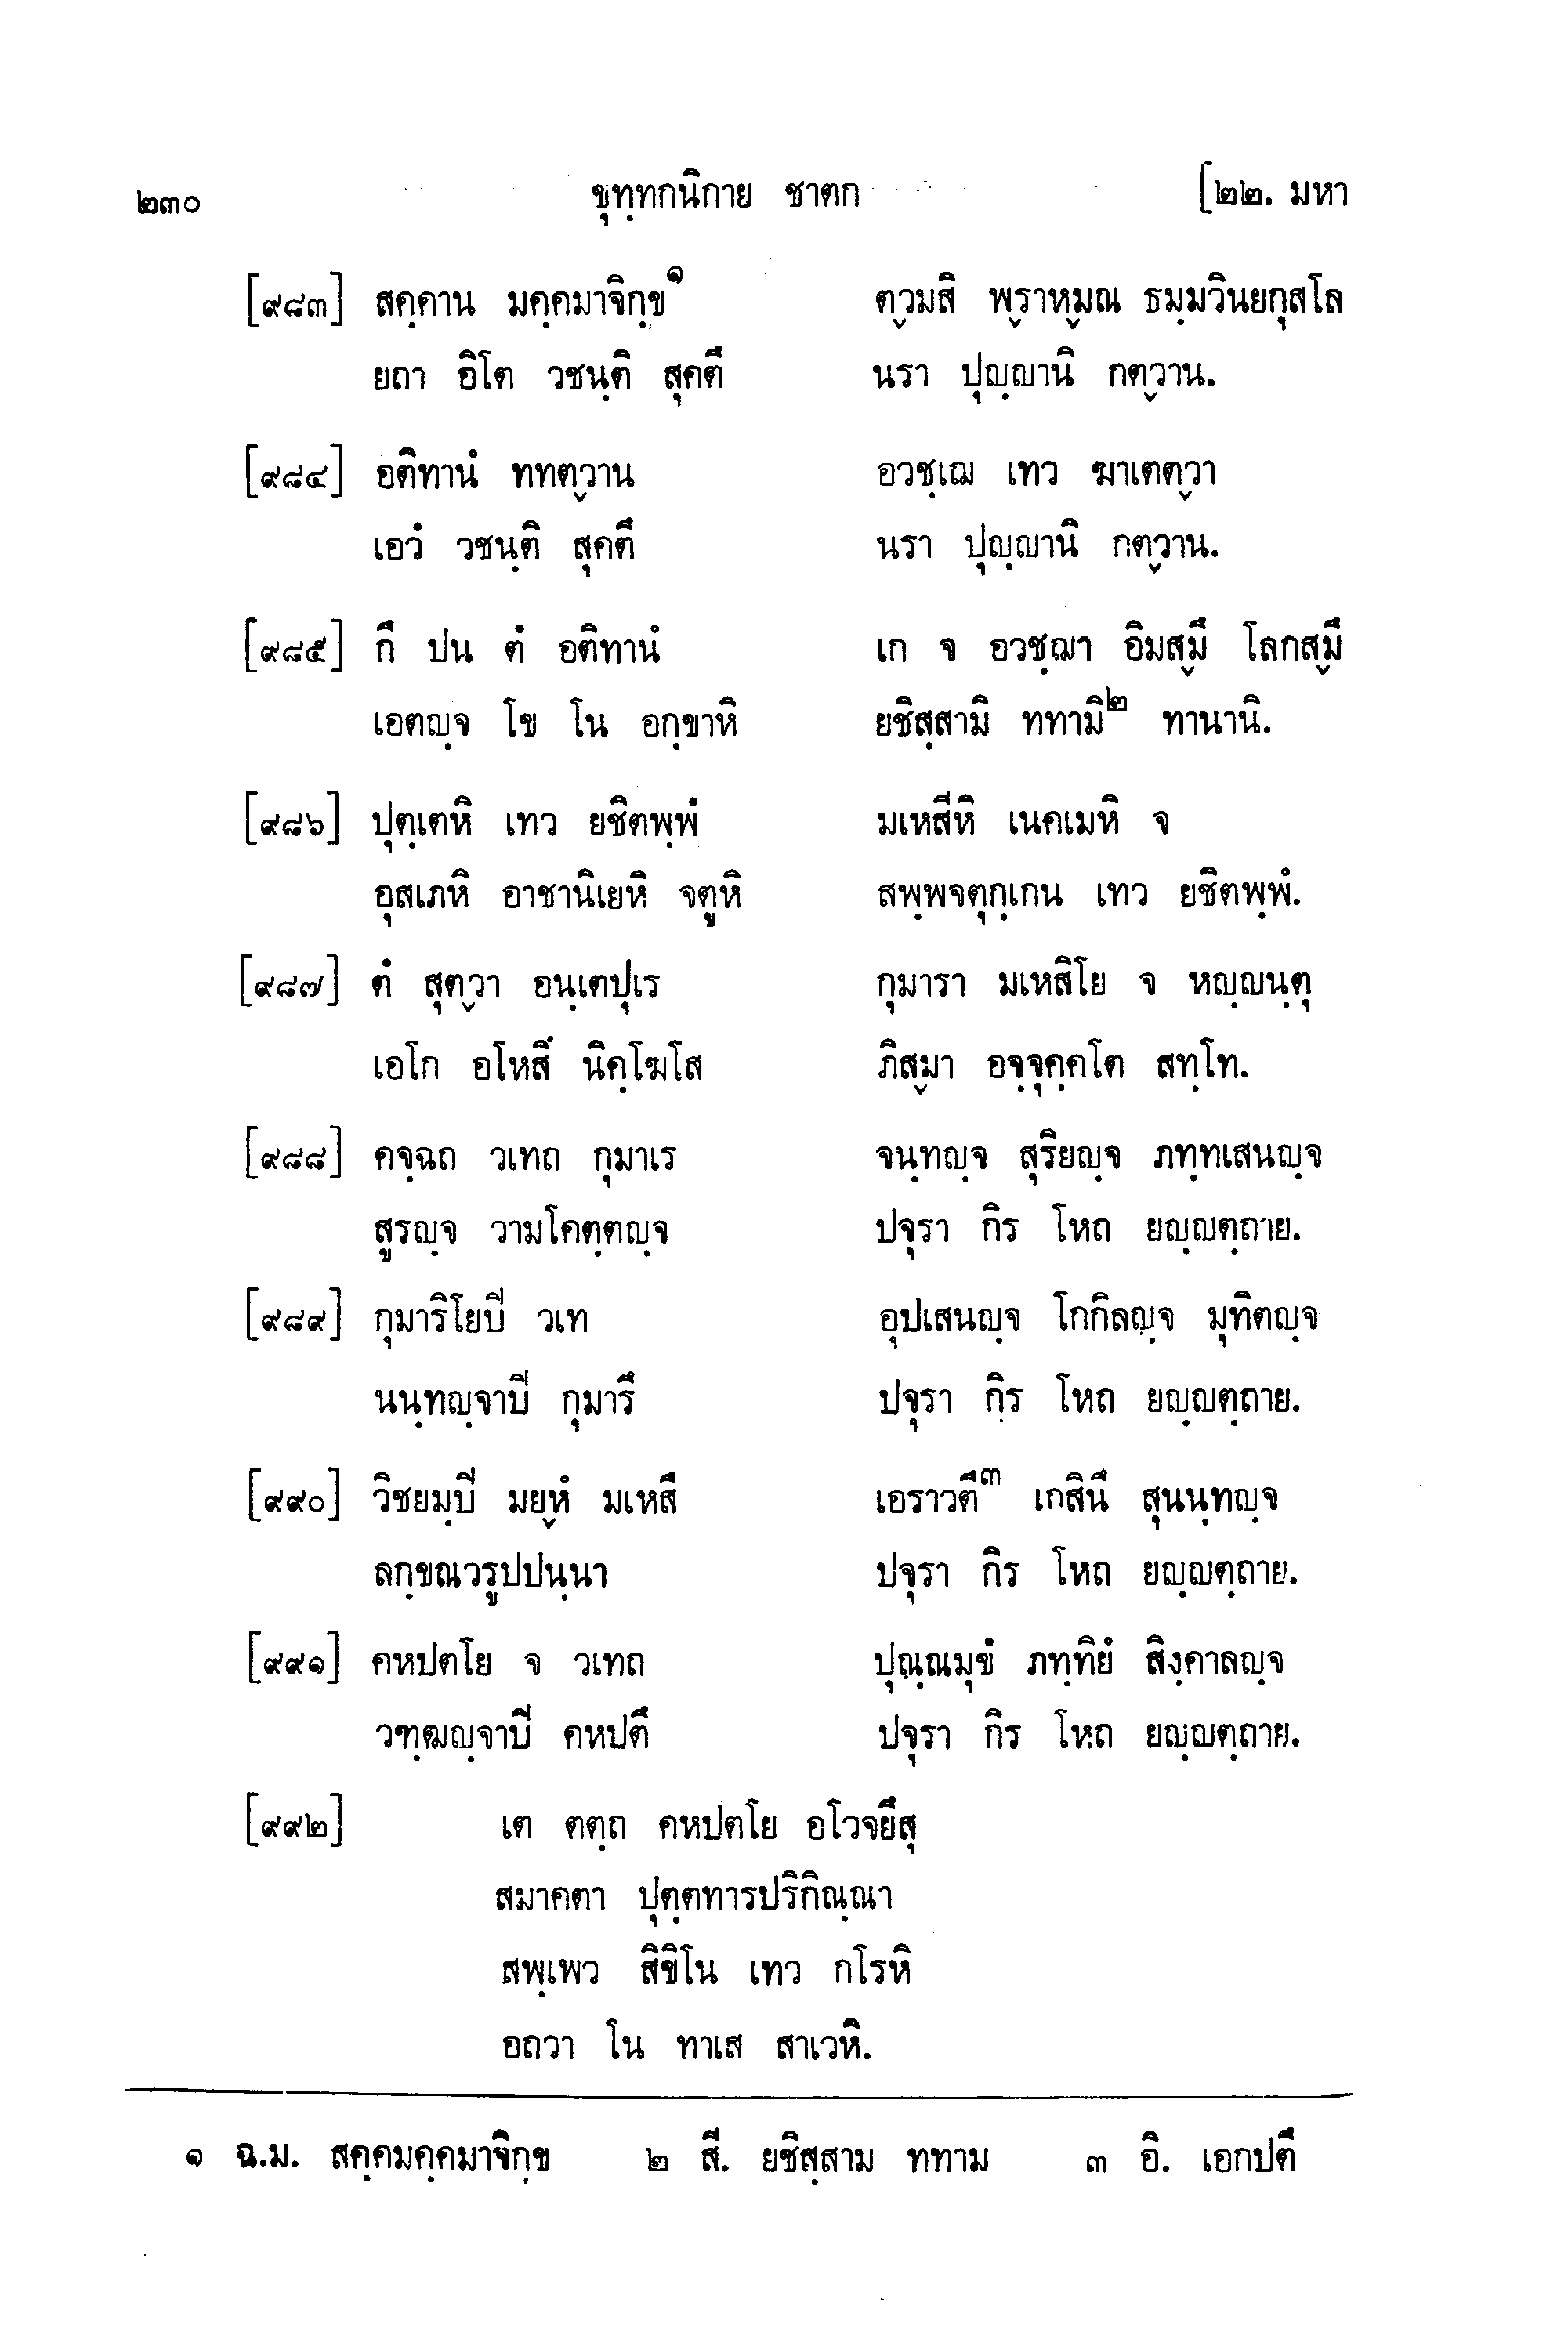 ๒๓๐ ขุทฺทกนิกาย ชาตก [๒๒. มหา
[๙๘๓] สคฺคาน มคฺคมาจิกฺข๑ ตฺวมสิ พฺราหฺมณ ธมฺมวินยกุสโล
ยถา อิโต วชนฺติ สุคตึ นรา ปุญฺญานิ กตฺวาน.
[๙๘๔] อติทานํ ททตฺวาน อวชฺเฌ เทว ฆาเตตฺวา
เอวํ วชนฺติ สุคตึ นรา ปุญฺญานิ กตฺวาน.
[๙๘๕] กึ ปน ตํ อติทานํ เก จ อวชฺฌา อิมสฺมึ โลกสฺมึ
เอตญฺจ โข โน อกฺขาหิ ยชิสฺสามิ ททามิ๒ ทานานิ.
[๙๘๖] ปุตฺเตหิ เทว ยชิตพฺพํ มเหสีหิ เนคเมหิ จ
อุสเภหิ อาชานิเยหิ จตูหิ สพฺพจตุกฺเกน เทว ยชิตพฺพํ.
[๙๘๗] ตํ สุตฺวา อนฺเตปุเร กุมารา มเหสิโย จ หญฺญนฺตุ
เอโก อโหสิ นิคฺโฆโส ภิสฺมา อจฺจุคฺคโต สทฺโท.
[๙๘๘] คจฺฉถ วเทถ กุมาเร จนฺทญฺจ สุริยญฺจ ภทฺทเสนญฺจ
สูรญฺจ วามโคตฺตญฺจ ปจุรา กิร โหถ ยญฺญตฺถาย.
[๙๘๙] กุมาริโยปี วเท อุปเสนญฺจ โกกิลญฺจ มุทิตญฺจ
นนฺทญฺจาปี กุมารึ ปจุรา กิร โหถ ยญฺญตฺถาย.
[๙๙๐] วิชยมฺปี มยฺหํ มเหสึ เอราวตึ๓ เกสินึ สุนนฺทญฺจ
ลกฺขณวรูปปนฺนา ปจุรา กิร โหถ ยญฺญตฺถาย.
[๙๙๑] คหปตโย จ วเทถ ปุณฺณมุขํ ภทฺทิยํ สิงฺคาลญฺจ
วฑฺฒญฺจาปี คหปตึ ปจุรา กิร โหถ ยญฺญตฺถาย.
[๙๙๒] เต ตตฺถ คหปตโย อโวจยึสุ
สมาคตา ปุตฺตทารปริกิณฺณา
สพฺเพว สิขิโน เทว กโรหิ
อถวา โน ทาเส สาเวหิ.
๑ ฉ.ม. สคฺคมคฺคมาจิกฺข ๒ สี. ยชิสฺสาม ททาม ๓ อิ. เอกปตึ